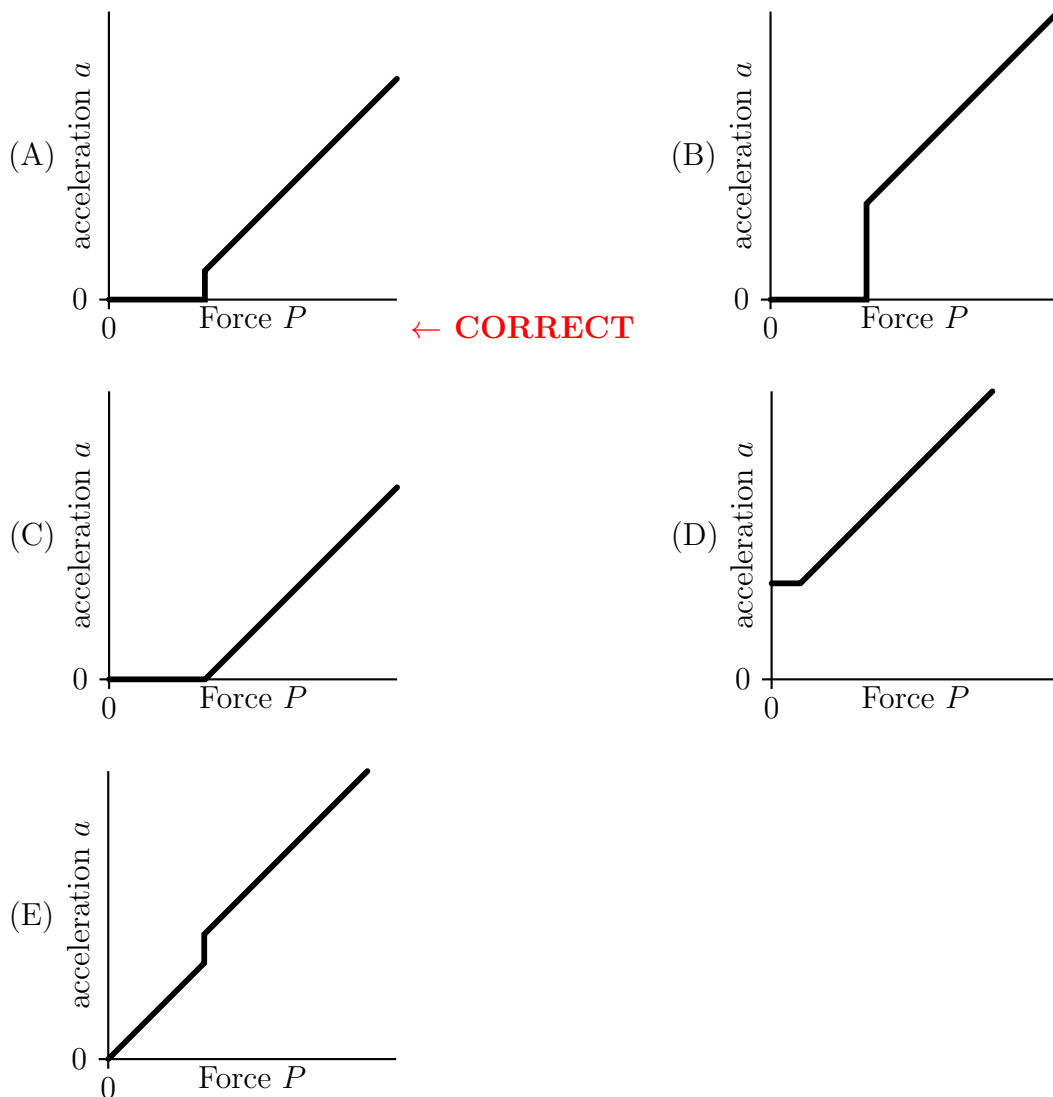 (A)
acceleration a
0
0
Force P
← CORRECT
(B)
acceleration a
0
0
Force P
(C)
acceleration a
0
0
Force P
(D)
acceleration a
0
0
Force P
(E)
acceleration a
0
0
Force P